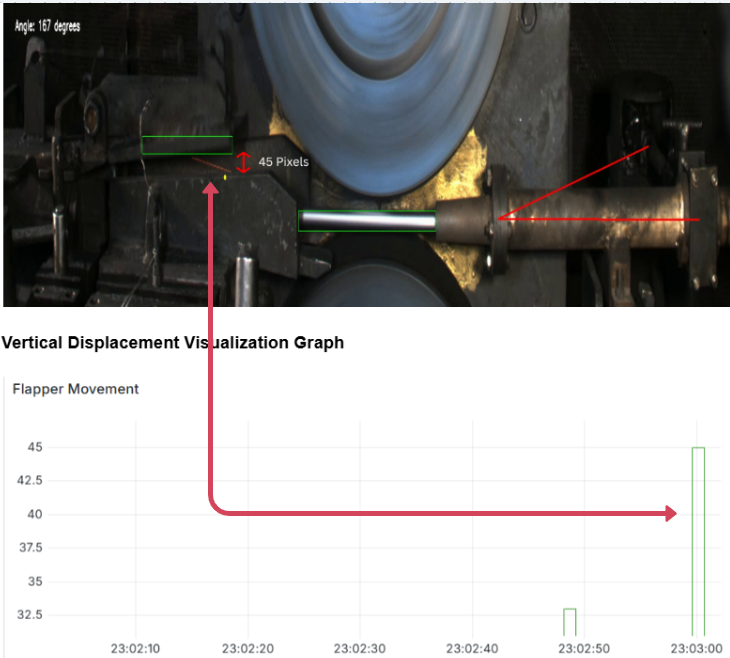 Angle: 167 degrees
45 Pixels
Vertical Displacement Visualization Graph
Flapper Movement
45
42.5
40
37.5
35
32.5
23:02:10 23:02:20 23:02:30 23:02:40 23:02:50 23:03:00